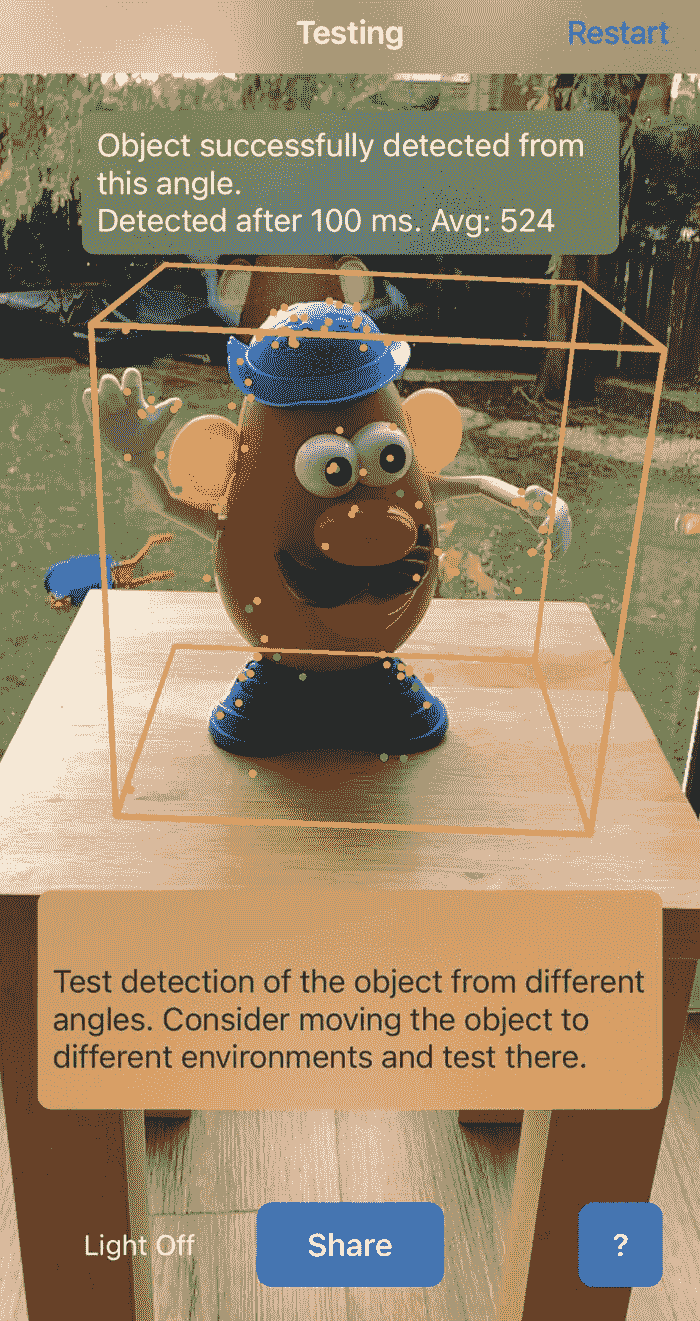 Testing
Restart
Object successfully detected from
this angle.
Detected after 100 ms. Avg: 524
Test detection of the object from different
angles. Consider moving the object to
different environments and test there.
Light Off
Share
?